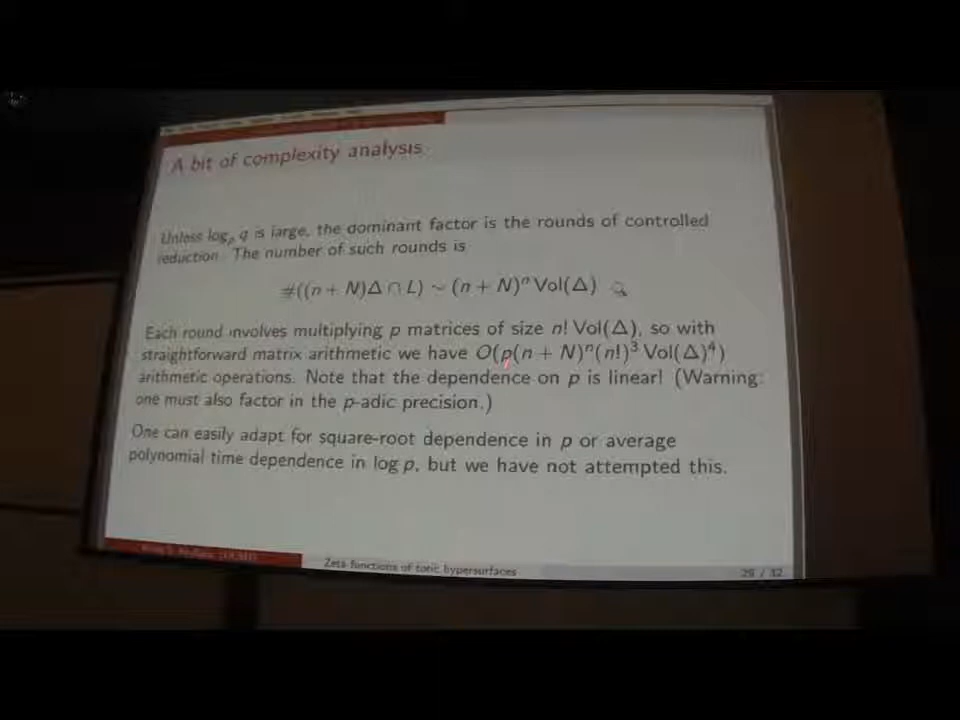 A bit of complexity analysis
Unless log_p q is large, the dominant factor is the rounds of controlled
reduction. The number of such rounds is
#((n + N)Δ ∩ L) ∼ (n + N)^n Vol(Δ)
Each round involves multiplying p matrices of size n! Vol(Δ), so with
straightforward matrix arithmetic we have O(p(n + N)^n(n!)^3 Vol(Δ)^4)
arithmetic operations. Note that the dependence on p is linear! (Warning:
one must also factor in the p-adic precision.)
One can easily adapt for square-root dependence in p or average
polynomial time dependence in log p, but we have not attempted this.
Zeta functions of toric hypersurfaces
29 / 32